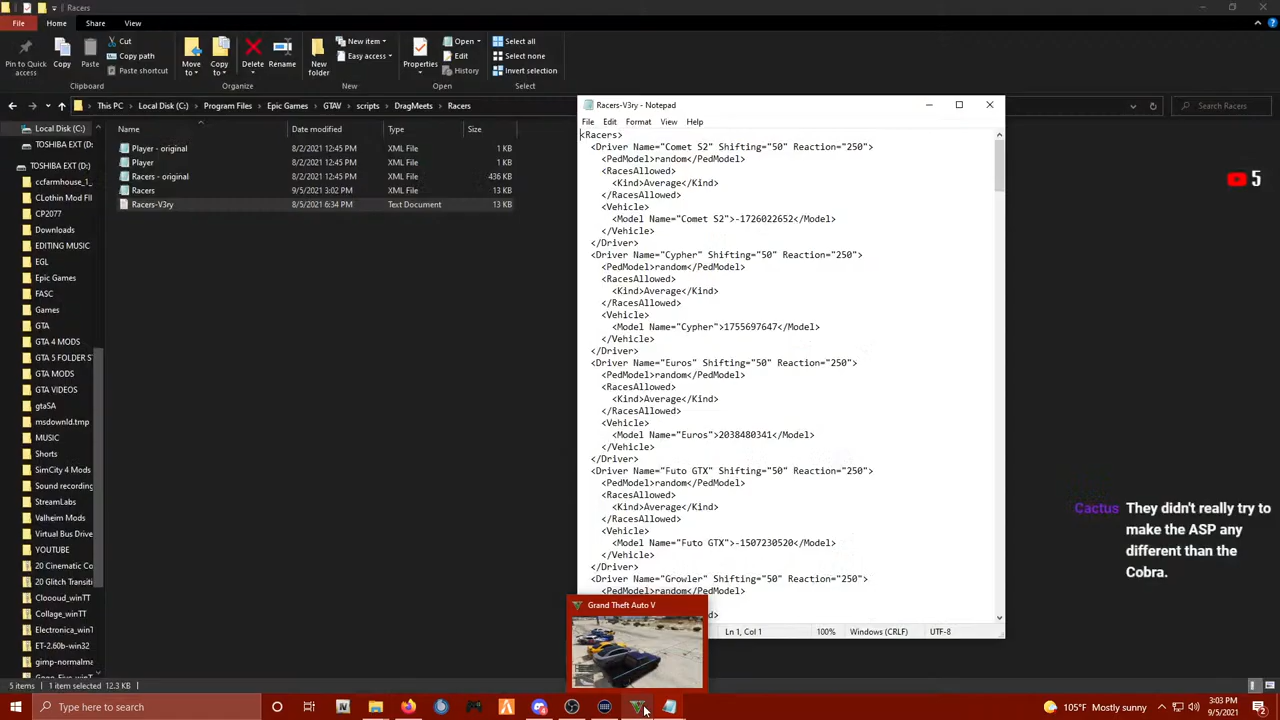 Racers
File
Home
Share
View
Pin to Quick access
Copy
Paste
Cut
Copy path
Paste shortcut
Clipboard
Move to
Copy to
Delete
Rename
Organize
New folder
New item
Easy access
New
Properties
Open
Edit
History
Open
Select all
Select none
Invert selection
Select
This PC > Local Disk (C:) > Program Files > Epic Games > GTAV > scripts > DragMeets > Racers
Search Racers
Name
Date modified
Type
Size
Player - original 8/2/2021 12:45 PM XML File 1 KB
Player 8/2/2021 12:45 PM XML File 1 KB
Racers - original 8/2/2021 12:45 PM XML File 436 KB
Racers 9/5/2021 3:02 PM XML File 13 KB
Racers-V3ry 8/5/2021 6:34 PM Text Document 13 KB
Local Disk (C:)
TOSHIBA EXT (D:)
TOSHIBA EXT (D:)
ccfarmhouse_1_
CLothin Mod FII
CP2077
Downloads
EDITING MUSIC
EGL
Epic Games
FASC
Games
GTA
GTA 4 MODS
GTA 5 FOLDER ST
GTA MODS
GTA VIDEOS
gtaSA
msdownld.tmp
MUSIC
Shorts
SimCity 4 Mods
Sound recording
StreamLabs
Valheim Mods
Virtual Bus Drive
YOUTUBE
20 Cinematic Co
20 Glitch Transiti
Cloooud_winTT
Collage_winTT
Electronica_winT
ET-2.6b-win32
gimp-normalma
5 items
1 item selected 12.3 KB
Racers-V3ry - Notepad
File Edit Format View Help
<Racers>
<Driver Name="Comet S2" Shifting="50" Reaction="250">
<PedModel>random</PedModel>
<RacesAllowed>
<Kind>Average</Kind>
</RacesAllowed>
<Vehicle>
<Model Name="Comet S2">-1726022652</Model>
</Vehicle>
</Driver>
<Driver Name="Cypher" Shifting="50" Reaction="250">
<PedModel>random</PedModel>
<RacesAllowed>
<Kind>Average</Kind>
</RacesAllowed>
<Vehicle>
<Model Name="Cypher">1755697647</Model>
</Vehicle>
</Driver>
<Driver Name="Euros" Shifting="50" Reaction="250">
<PedModel>random</PedModel>
<RacesAllowed>
<Kind>Average</Kind>
</RacesAllowed>
<Vehicle>
<Model Name="Euros">2038480341</Model>
</Vehicle>
</Driver>
<Driver Name="Futo GTX" Shifting="50" Reaction="250">
<PedModel>random</PedModel>
<RacesAllowed>
<Kind>Average</Kind>
</RacesAllowed>
<Vehicle>
<Model Name="Futo GTX">-1507230520</Model>
</Vehicle>
</Driver>
<Driver Name="Growler" Shifting="50" Reaction="250">
<PedModel>random</PedModel>
Ln 1, Col 1
100%
Windows (CRLF)
UTF-8
5
Cactus They didn't really try to
make the ASP any
different than the
Cobra.
Grand Theft Auto V
Type here to search
105°F Mostly sunny
3:03 PM
9/5/2021
2